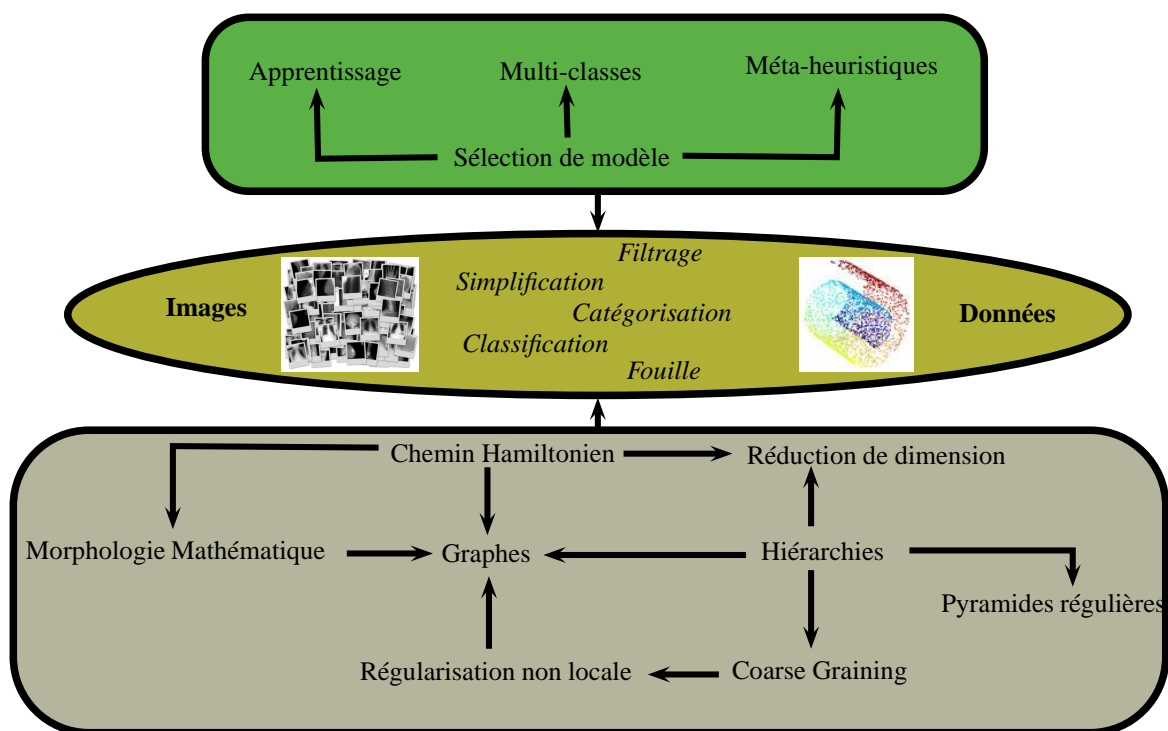 Apprentissage
Multi-classes
Méta-heuristiques
Sélection de modèle
Filtrage
Simplification
Images
Catégorisation
Données
Classification
Fouille
Chemin Hamiltonien
Réduction de dimension
Morphologie Mathématique
Graphes
Hiérarchies
Pyramides régulières
Régularisation non locale
Coarse Graining